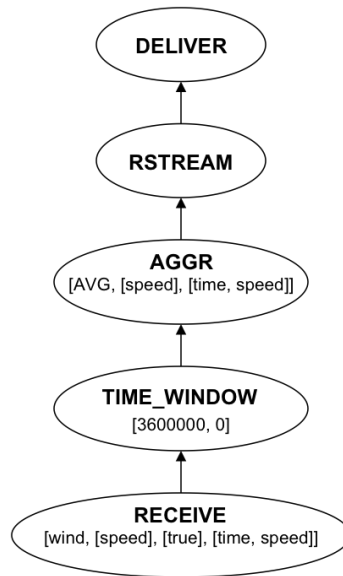 DELIVER
RSTREAM
AGGR
[AVG, [speed], [time, speed]]
TIME_WINDOW
[3600000, 0]
RECEIVE
[wind, [speed], [true], [time, speed]]